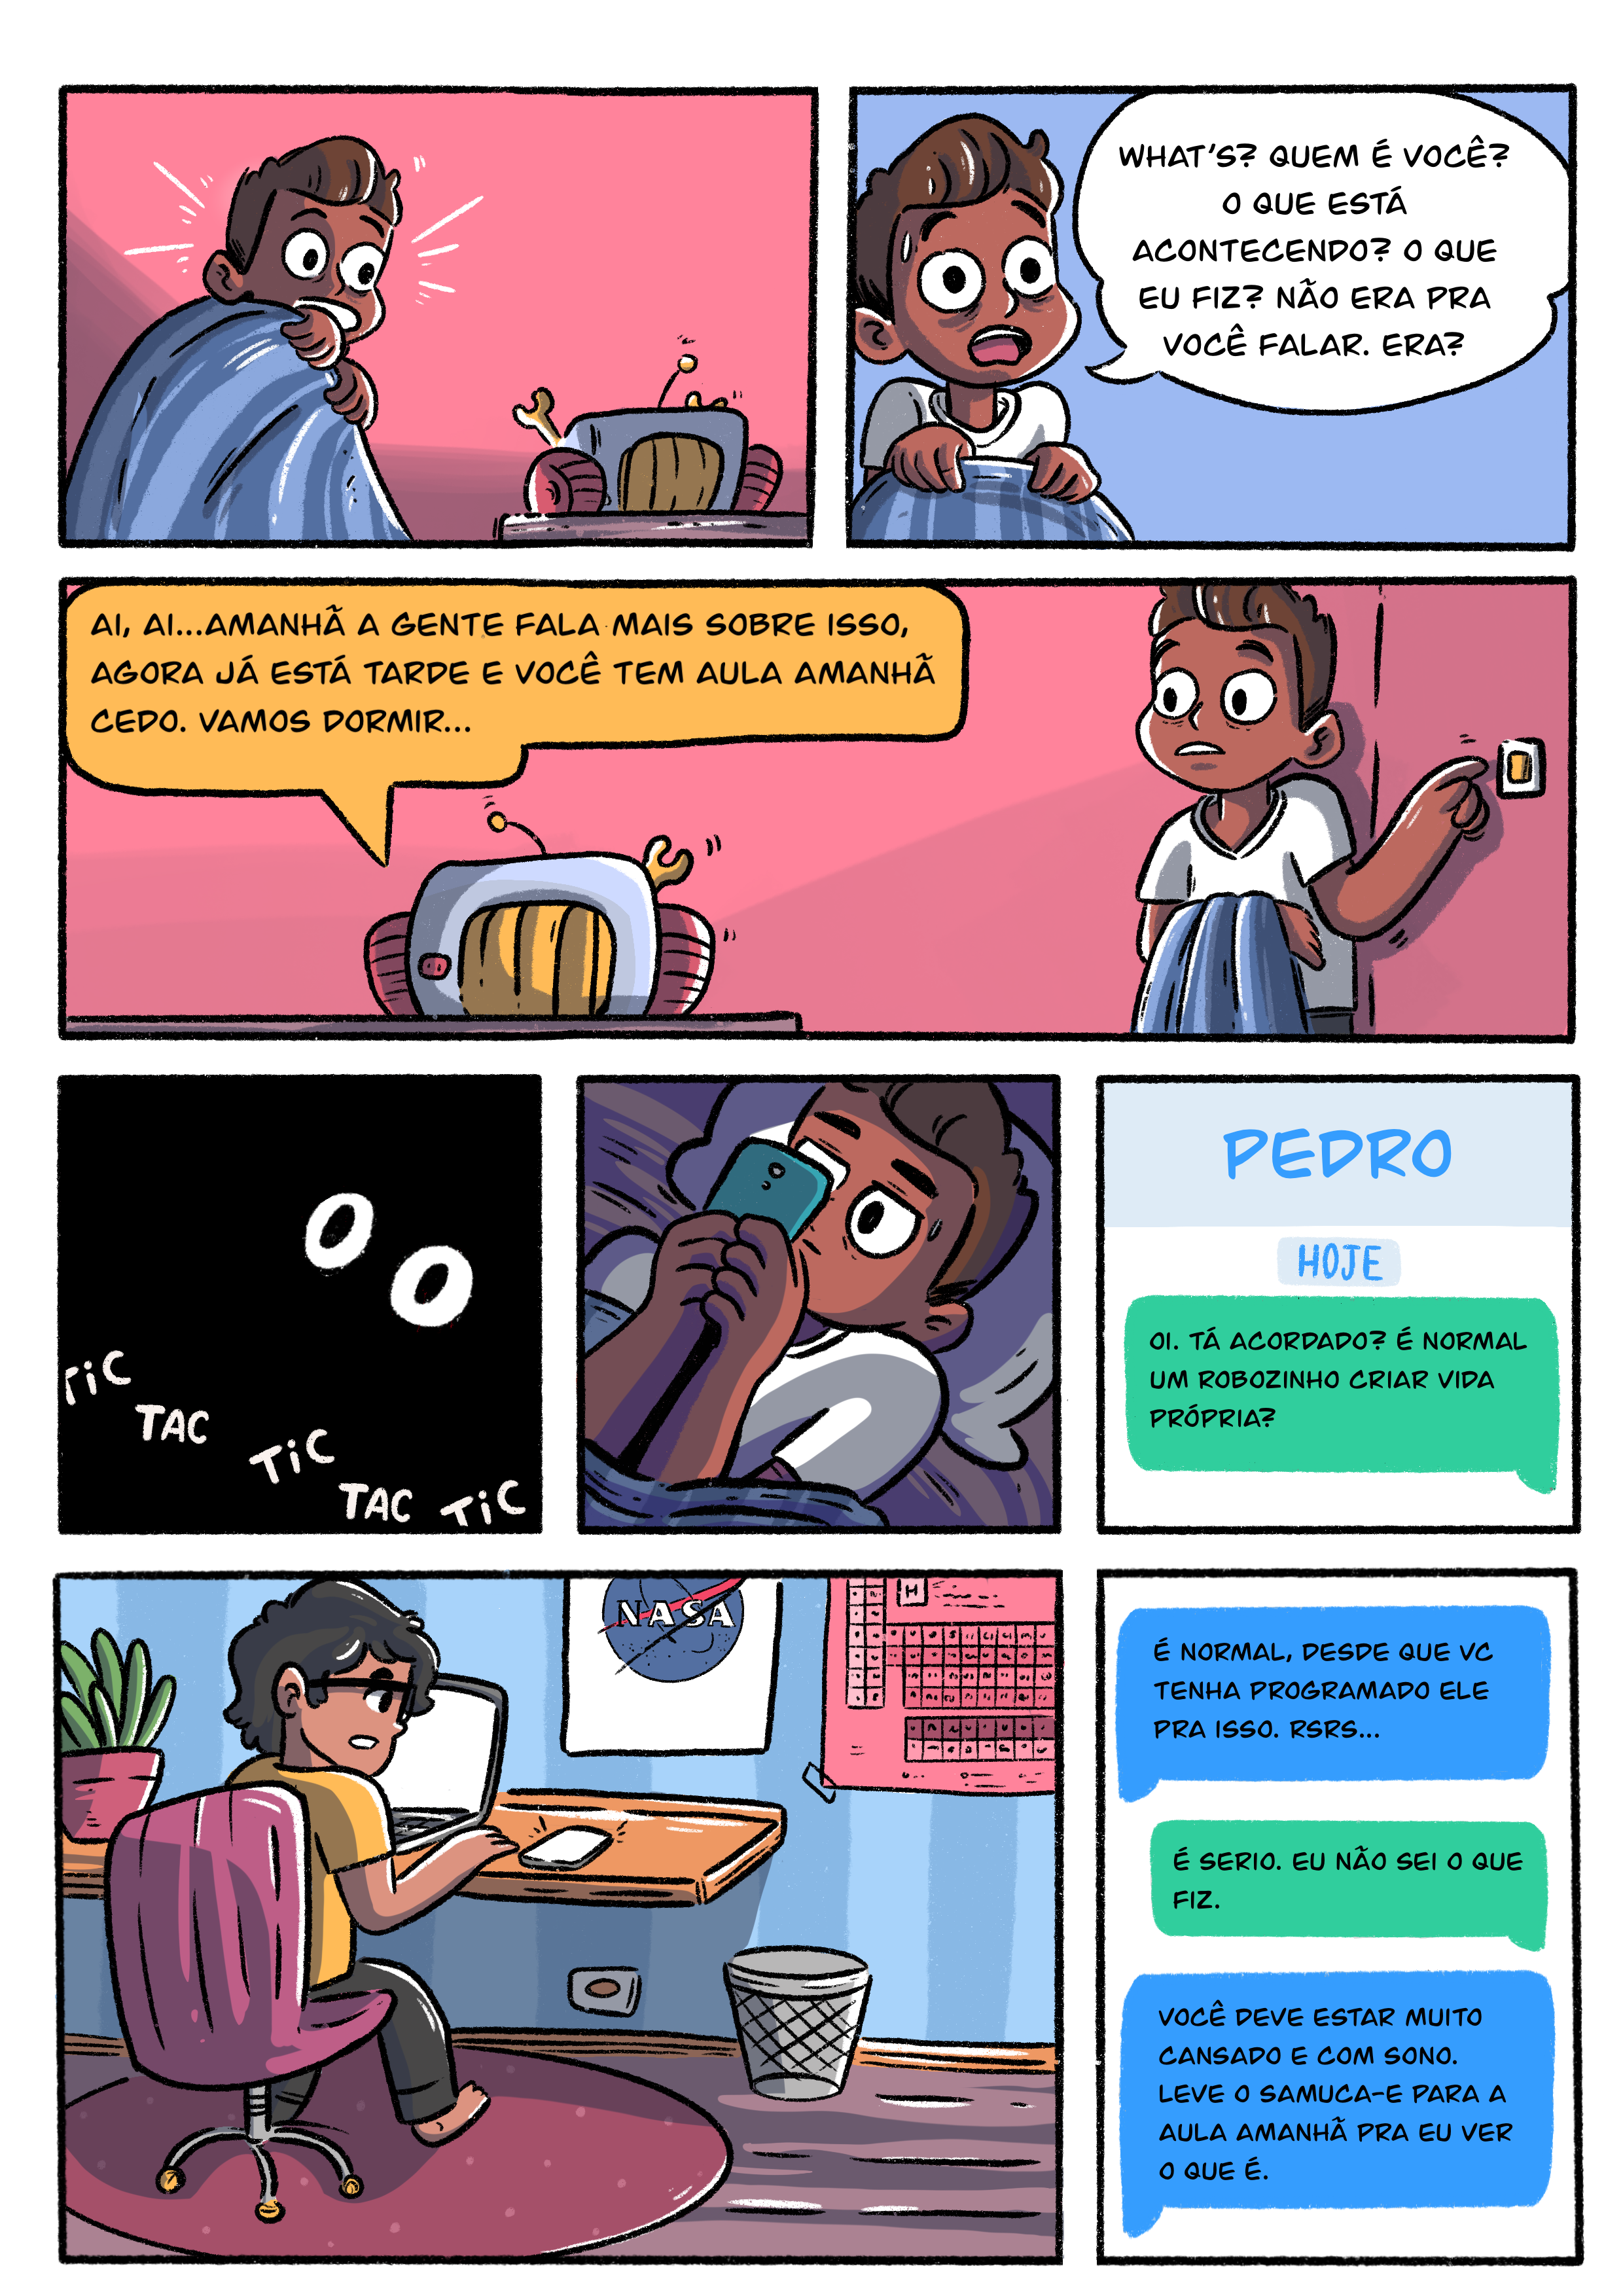 WHAT'S? QUEM É VOCÊ?
O QUE ESTÁ
ACONTECENDO? O QUE
EU FIZ? NÃO ERA PRA
VOCÊ FALAR. ERA?
AI, AI...AMANHÃ A GENTE FALA MAIS SOBRE ISSO,
AGORA JÁ ESTÁ TARDE E VOCÊ TEM AULA AMANHÃ
CEDO. VAMOS DORMIR...
TIC
TAC
TIC
TAC
TIC
PEDRO
HOJE
OI. TÁ ACORDADO? É NORMAL
UM ROBOZINHO CRIAR VIDA
PRÓPRIA?
NASA
H
É NORMAL, DESDE QUE VC
TENHA PROGRAMADO ELE
PRA ISSO. RSRS...
É SERIO. EU NÃO SEI O QUE
FIZ.
VOCÊ DEVE ESTAR MUITO
CANSADO E COM SONO.
LEVE O SAMUCA-E PARA A
AULA AMANHÃ PRA EU VER
O QUE É.